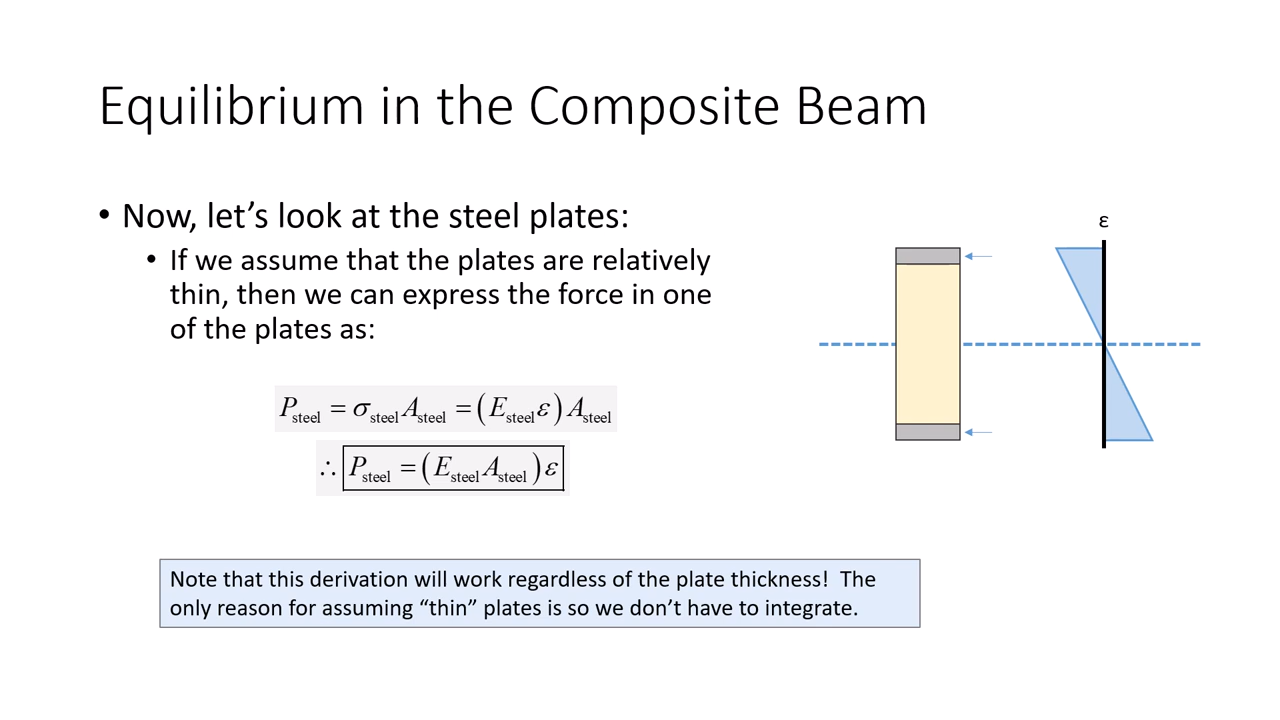 Equilibrium in the Composite Beam
• Now, let’s look at the steel plates:
• If we assume that the plates are relatively
thin, then we can express the force in one
of the plates as:
P_steel = σ_steel A_steel = (E_steel ε) A_steel
∴ P_steel = (E_steel A_steel) ε
ε
Note that this derivation will work regardless of the plate thickness!  The
only reason for assuming “thin” plates is so we don’t have to integrate.